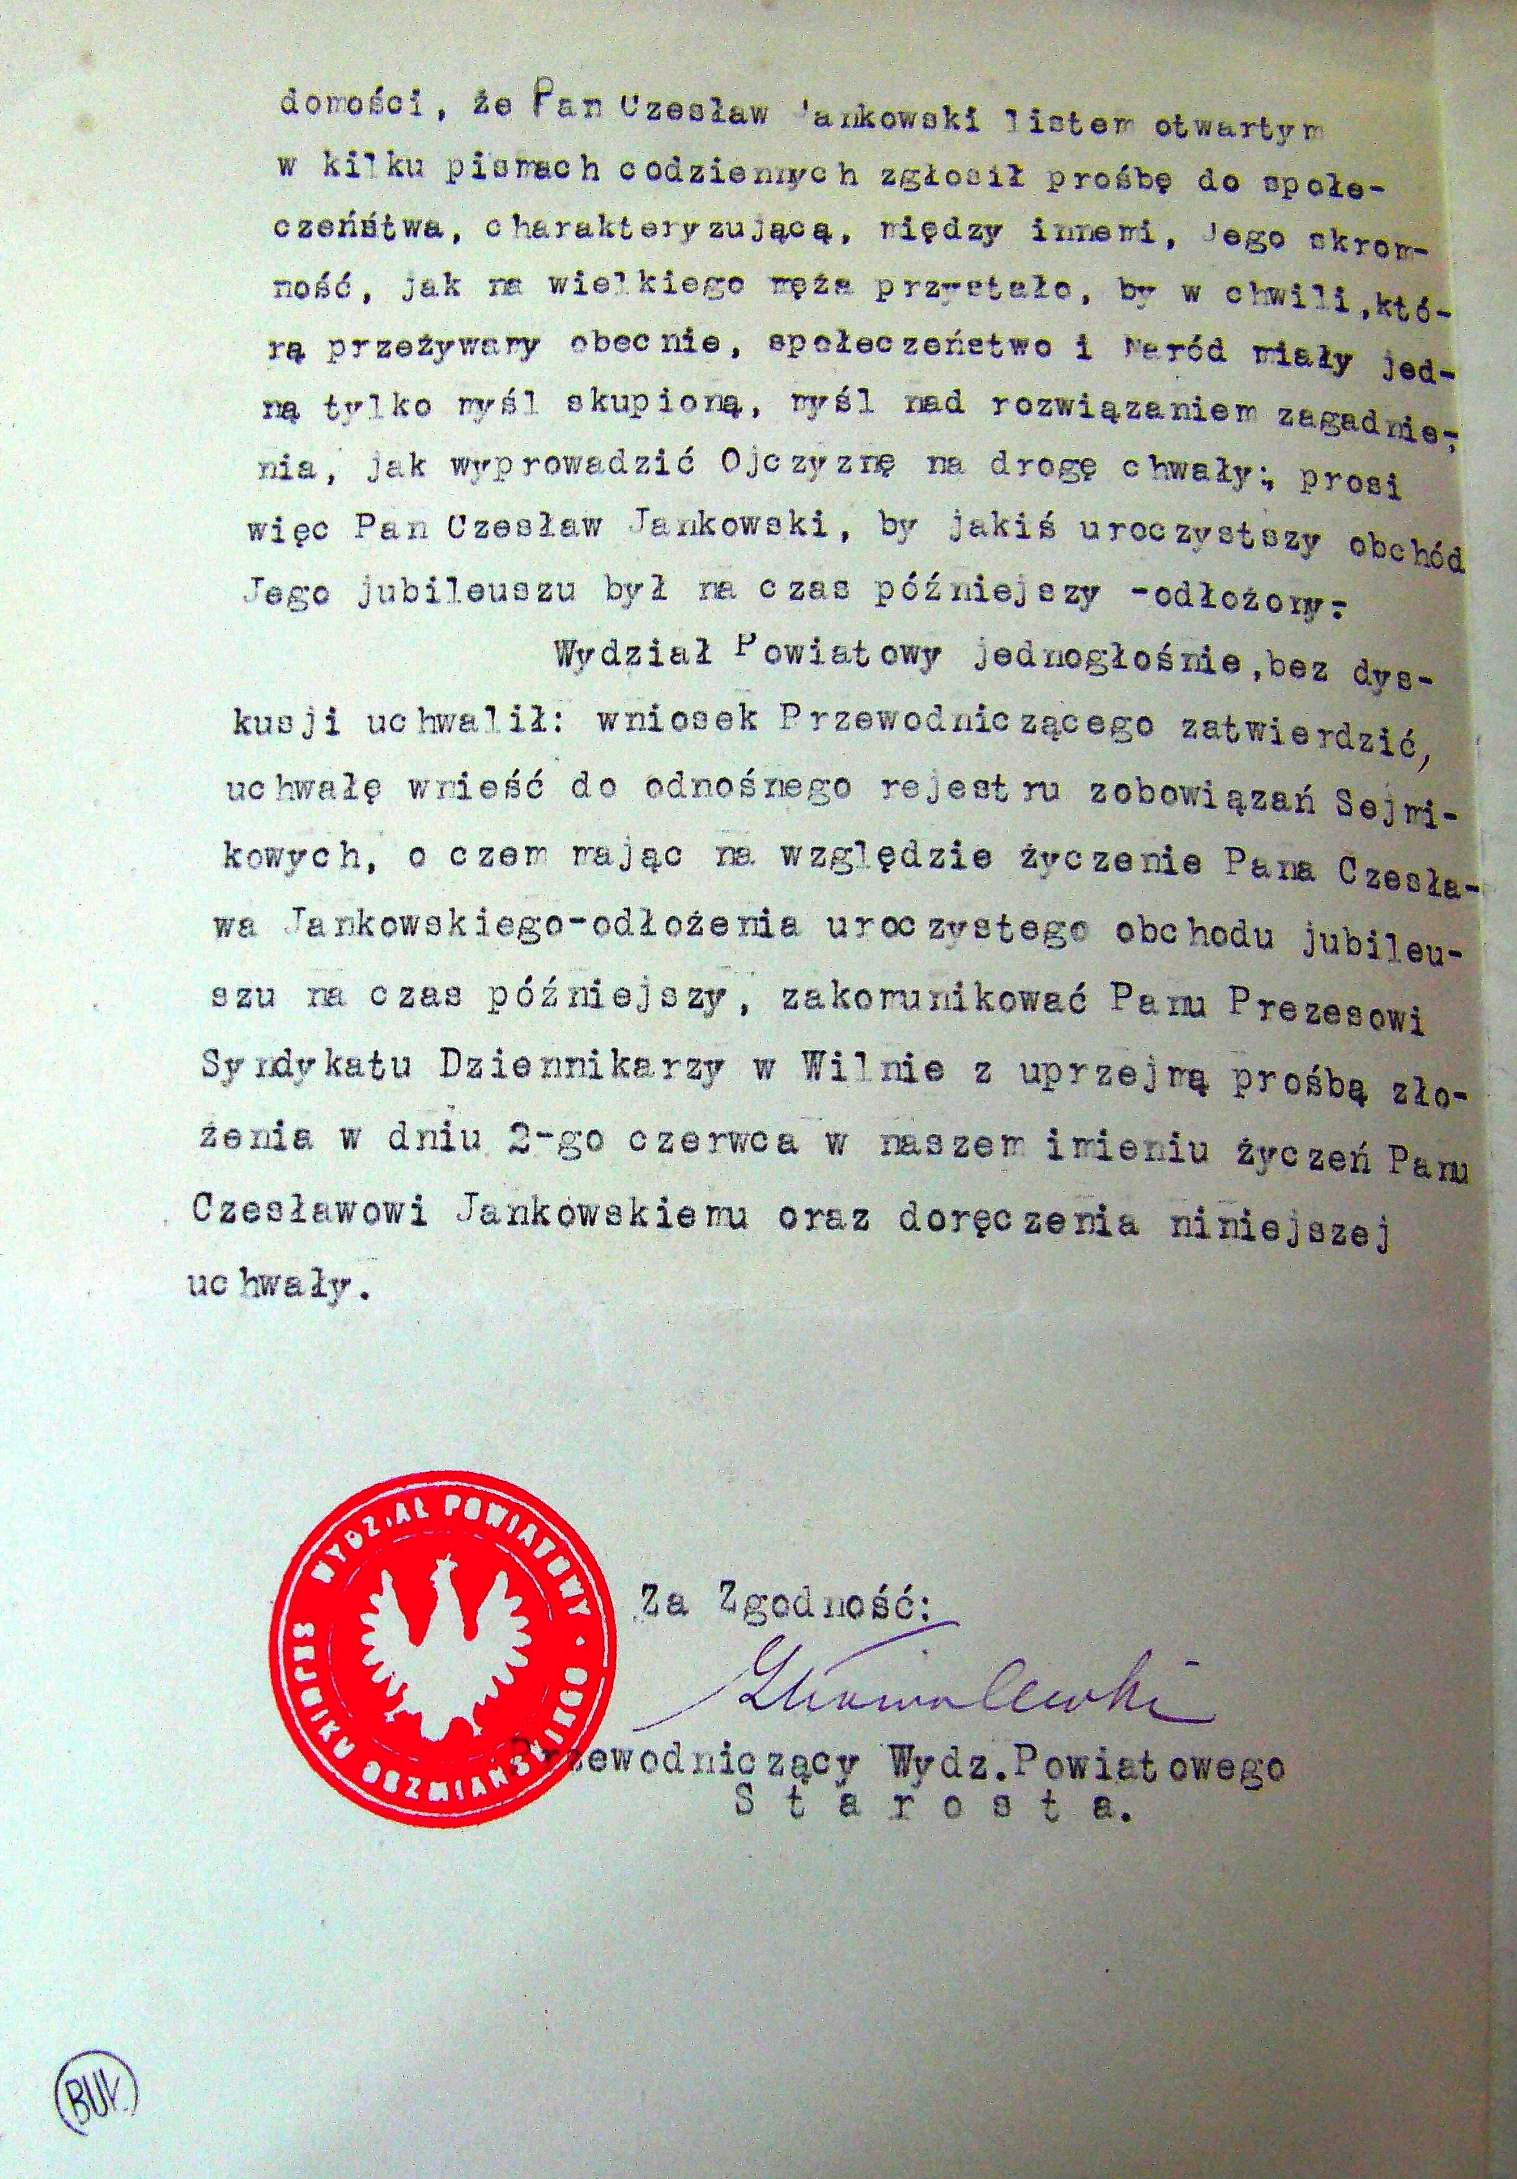 domości, że Pan Czesław Jankowski listem otwartym
w kilku pismach codziennych zgłosił prośbę do społe-
czeństwa, charakteryzującą, między innemi, Jego skrom-
ność, jak na wielkiego męża przystało, by w chwili,któ-
rą przeżywamy obecnie, społeczeństwo i Naród miały jed-
ną tylko myśl skupioną, myśl nad rozwiązaniem zagadnie-
nia, jak wyprowadzić Ojczyznę na drogę chwały; prosi
więc Pan Czesław Jankowski, by jakiś uroczystszy obchód
Jego jubileuszu był na czas późniejszy -odłożony-
Wydział Powiatowy jednogłośnie,bez dys-
kusji uchwalił: wniosek Przewodniczącego zatwierdzić,
uchwałę wnieść do odnośnego rejestru zobowiązań Sejmi-
kowych, o czem mając na względzie życzenie Pana Czesła-
wa Jankowskiego-odłożenia uroczystego obchodu jubileu-
szu na czas późniejszy, zakomunikować Panu Prezesowi
Syndykatu Dziennikarzy w Wilnie z uprzejmą prośbą zło-
żenia w dniu 2-go czerwca w naszem imieniu życzeń Panu
Czesławowi Jankowskiemu oraz doręczenia niniejszej
uchwały.
WYDZIAŁ POWIATOWY
SEJMIKU OSZMIAŃSKI
Za Zgodność:
Przewodniczący Wydz.Powiatowego
Starosta.
BUV